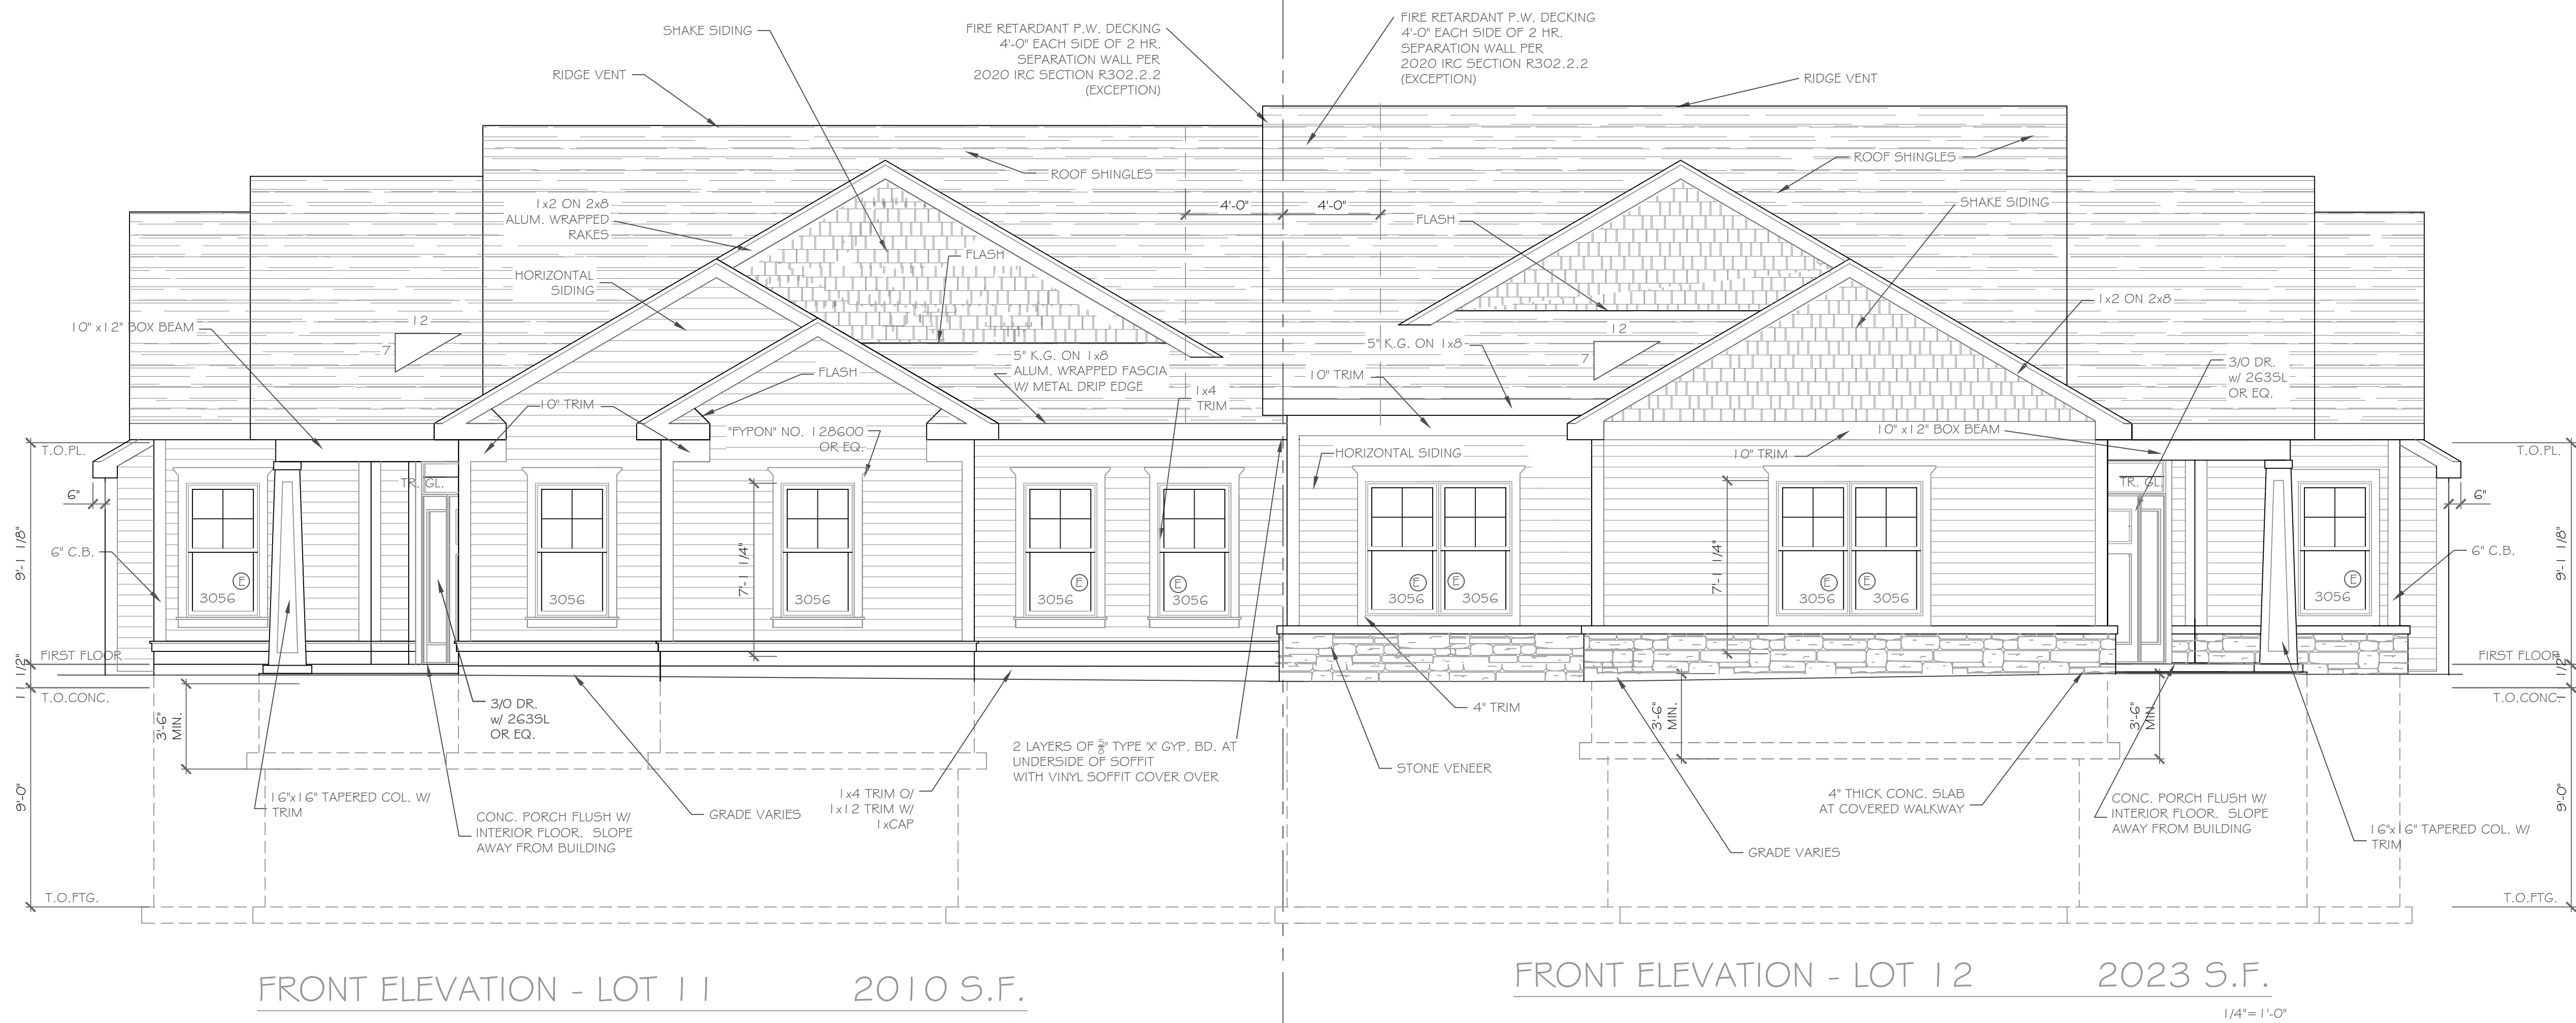 SHAKE SIDING
RIDGE VENT
FIRE RETARDANT P.W. DECKING
4'-0" EACH SIDE OF 2 HR.
SEPARATION WALL PER
2020 IRC SECTION R302.2.2
(EXCEPTION)
FIRE RETARDANT P.W. DECKING
4'-0" EACH SIDE OF 2 HR.
SEPARATION WALL PER
2020 IRC SECTION R302.2.2
(EXCEPTION)
RIDGE VENT
ROOF SHINGLES
ROOF SHINGLES
1x2 ON 2x8
ALUM. WRAPPED
RAKES
4'-0"
4'-0"
FLASH
SHAKE SIDING
HORIZONTAL
SIDING
FLASH
1x2 ON 2x8
10" x12" BOX BEAM
12
7
12
7
5" K.G. ON 1x8
ALUM. WRAPPED FASCIA
W/ METAL DRIP EDGE
5" K.G. ON 1x8
10" TRIM
FLASH
1x4
TRIM
3/0 DR.
w/ 263SL
OR EQ.
10" TRIM
"FYPON" NO. 128600
OR EQ.
10" x12" BOX BEAM
10" TRIM
HORIZONTAL SIDING
T.O.PL.
T.O.PL.
TR. GL.
TR. GL.
6"
6"
9'-1 1/8"
9'-1 1/8"
6" C.B.
6" C.B.
7'-1 1/4"
7'-1 1/4"
E
3056
3056
3056
E
3056
E
3056
E
3056
E
3056
E
3056
E
3056
E
3056
FIRST FLOOR
FIRST FLOOR
11 1/2"
1/2"
T.O.CONC.
T.O.CONC.
3'-6"
MIN.
3'-6"
MIN.
3'-6"
MIN.
3/0 DR.
w/ 263SL
OR EQ.
4" TRIM
2 LAYERS OF 5/8" TYPE 'X' GYP. BD. AT
UNDERSIDE OF SOFFIT
WITH VINYL SOFFIT COVER OVER
STONE VENEER
9'-0"
9'-0"
16"x16" TAPERED COL. W/
TRIM
CONC. PORCH FLUSH W/
INTERIOR FLOOR. SLOPE
AWAY FROM BUILDING
GRADE VARIES
1x4 TRIM O/
1x12 TRIM W/
1xCAP
4" THICK CONC. SLAB
AT COVERED WALKWAY
CONC. PORCH FLUSH W/
INTERIOR FLOOR. SLOPE
AWAY FROM BUILDING
16"x16" TAPERED COL. W/
TRIM
GRADE VARIES
T.O.FTG.
T.O.FTG.
FRONT ELEVATION - LOT 11 2010 S.F.
FRONT ELEVATION - LOT 12 2023 S.F.
1/4"=1'-0"